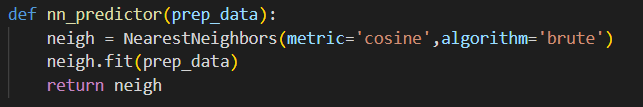 def nn_predictor(prep_data):
    neigh = NearestNeighbors(metric='cosine',algorithm='brute')
    neigh.fit(prep_data)
    return neigh